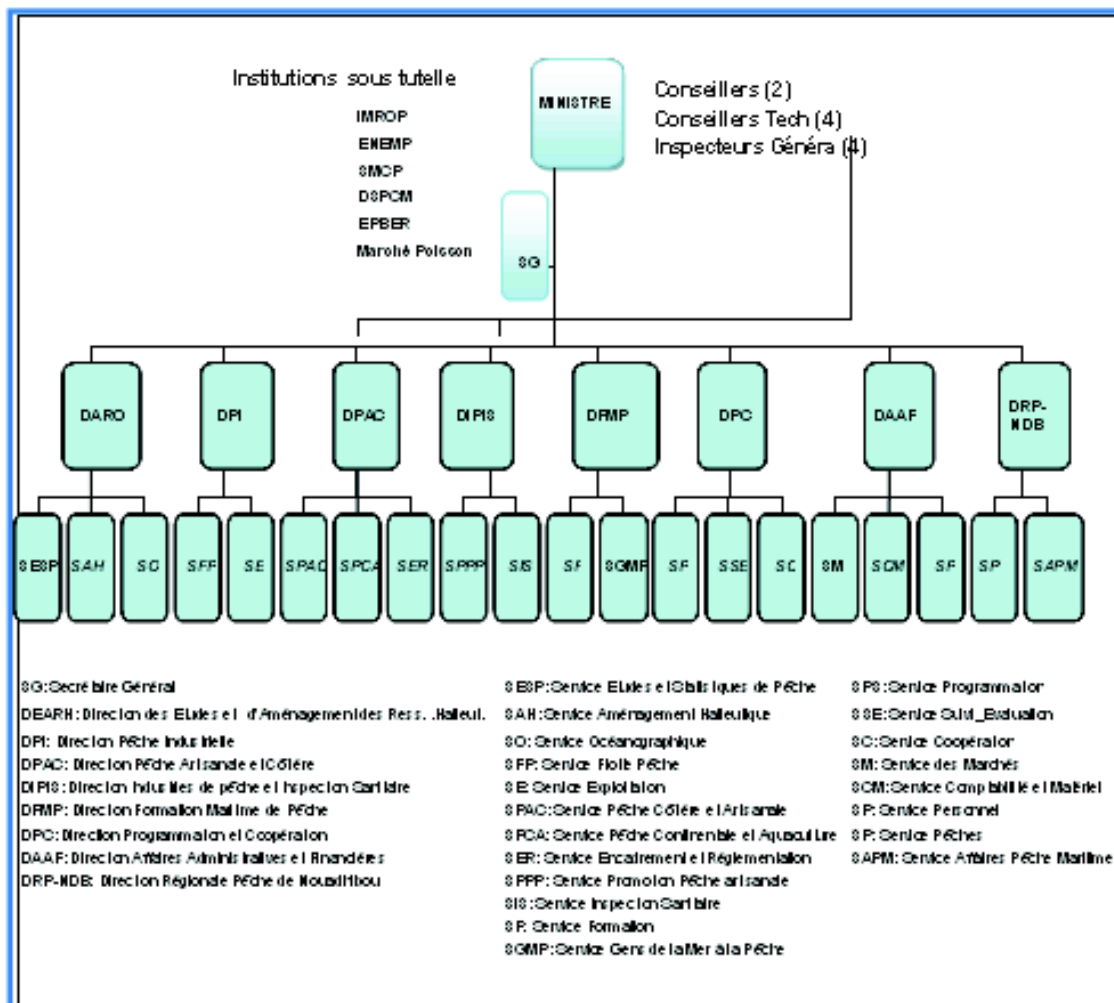 Institutions sous tutelle
IMROP
ENEMP
SMCP
DSPCM
EPBER
Marché Poisson
MINISTRE
Conseillers (2)
Conseillers Tech (4)
Inspecteurs Généra (4)
SG
DARO
DPI
DPAC
DIPIS
DFMP
DPC
DAAF
DRP-
NDB
SESP
SAH
SO
SFP
SE
SPAC
SPCA
SER
SPPP
SIS
SF
SGMP
SP
SSE
SC
SM
SCM
SP
SP
SAPM
SG: Secrétaire Général
DEARH: Direction des Etudes et d'Aménagement des Ress. . Halieut.
DPI: Direction Pêche Industrielle
DPAC: Direction Pêche Artisanale et Côtière
DIPIS: Direction Industries de pêche et Inspection Sanitaire
DFMP: Direction Formation Maritime de Pêche
DPC: Direction Programmation et Coopération
DAAF: Direction Affaires Administratives et Financières
DRP-NDB: Direction Régionale Pêche de Nouadhibou
SESP: Service Etudes et Statistiques de Pêche
SAH: Service Aménagement Halieutique
SO: Service Océanographique
SFP: Service Flotte Pêche
SE: Service Exploitation
SPAC: Service Pêche Côtière et Artisanale
SPCA: Service Pêche Continentale et Aquaculture
SER: Service Encadrement et Réglementation
SPPP: Service Promotion Pêche artisanale
SIS: Service Inspection Sanitaire
SF: Service Formation
SGMP: Service Gens de la Mer à la Pêche
SPS: Service Programmation
SSE: Service Suivi_Evaluation
SC: Service Coopération
SM: Service des Marchés
SCM: Service Comptabilité et Matériel
SP: Service Personnel
SP: Service Pêches
SAPM: Service Affaires Pêche Maritime